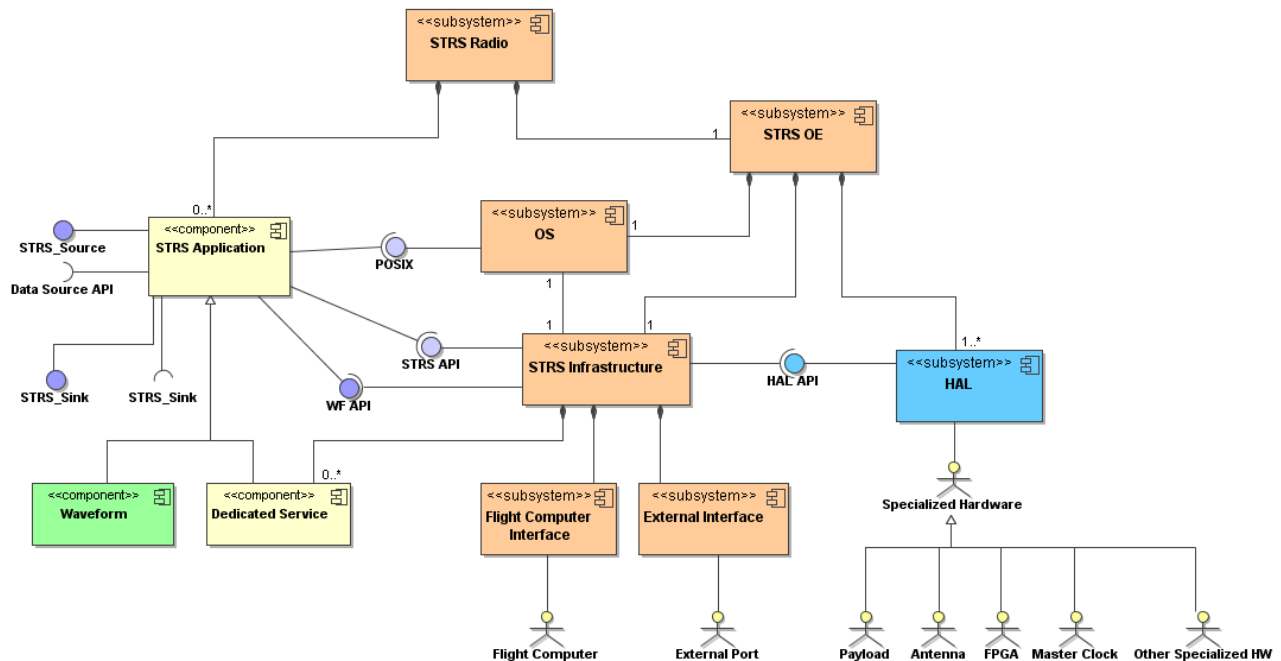 <<subsystem>>
STRS Radio
<<subsystem>>
STRS OE
1
0..*
<<component>>
STRS Application
STRS_Source
Data Source API
<<subsystem>>
OS
1
POSIX
1
1
1
1..*
<<subsystem>>
STRS Infrastructure
STRS API
WF API
HAL API
<<subsystem>>
HAL
STRS_Sink
STRS_Sink
0..*
<<component>>
Waveform
<<component>>
Dedicated Service
<<subsystem>>
Flight Computer
Interface
<<subsystem>>
External Interface
Specialized Hardware
Flight Computer
External Port
Payload
Antenna
FPGA
Master Clock
Other Specialized HW